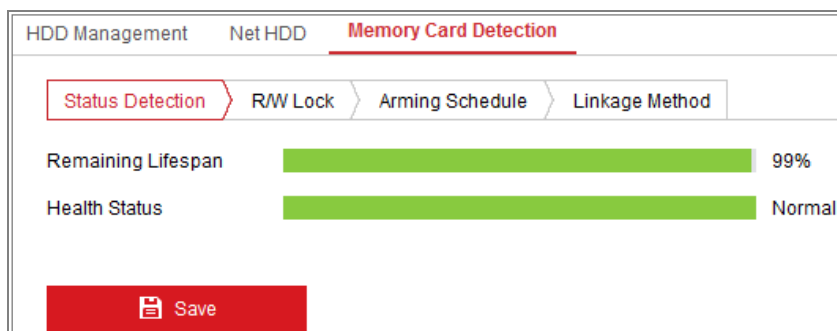 HDD Management Net HDD Memory Card Detection
Status Detection R/W Lock Arming Schedule Linkage Method
Remaining Lifespan 99%
Health Status Normal
Save